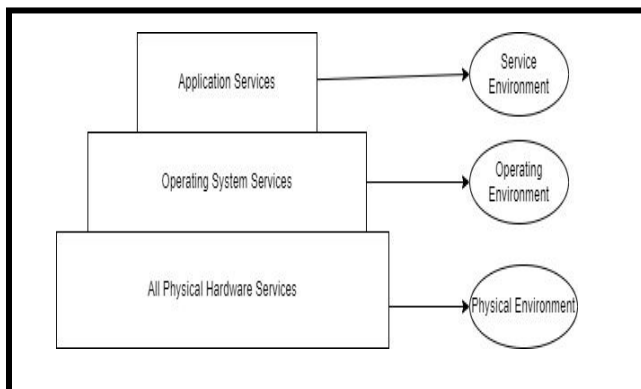 Application Services
Service
Environment
Operating System Services
Operating
Environment
All Physical Hardware Services
Physical Environment